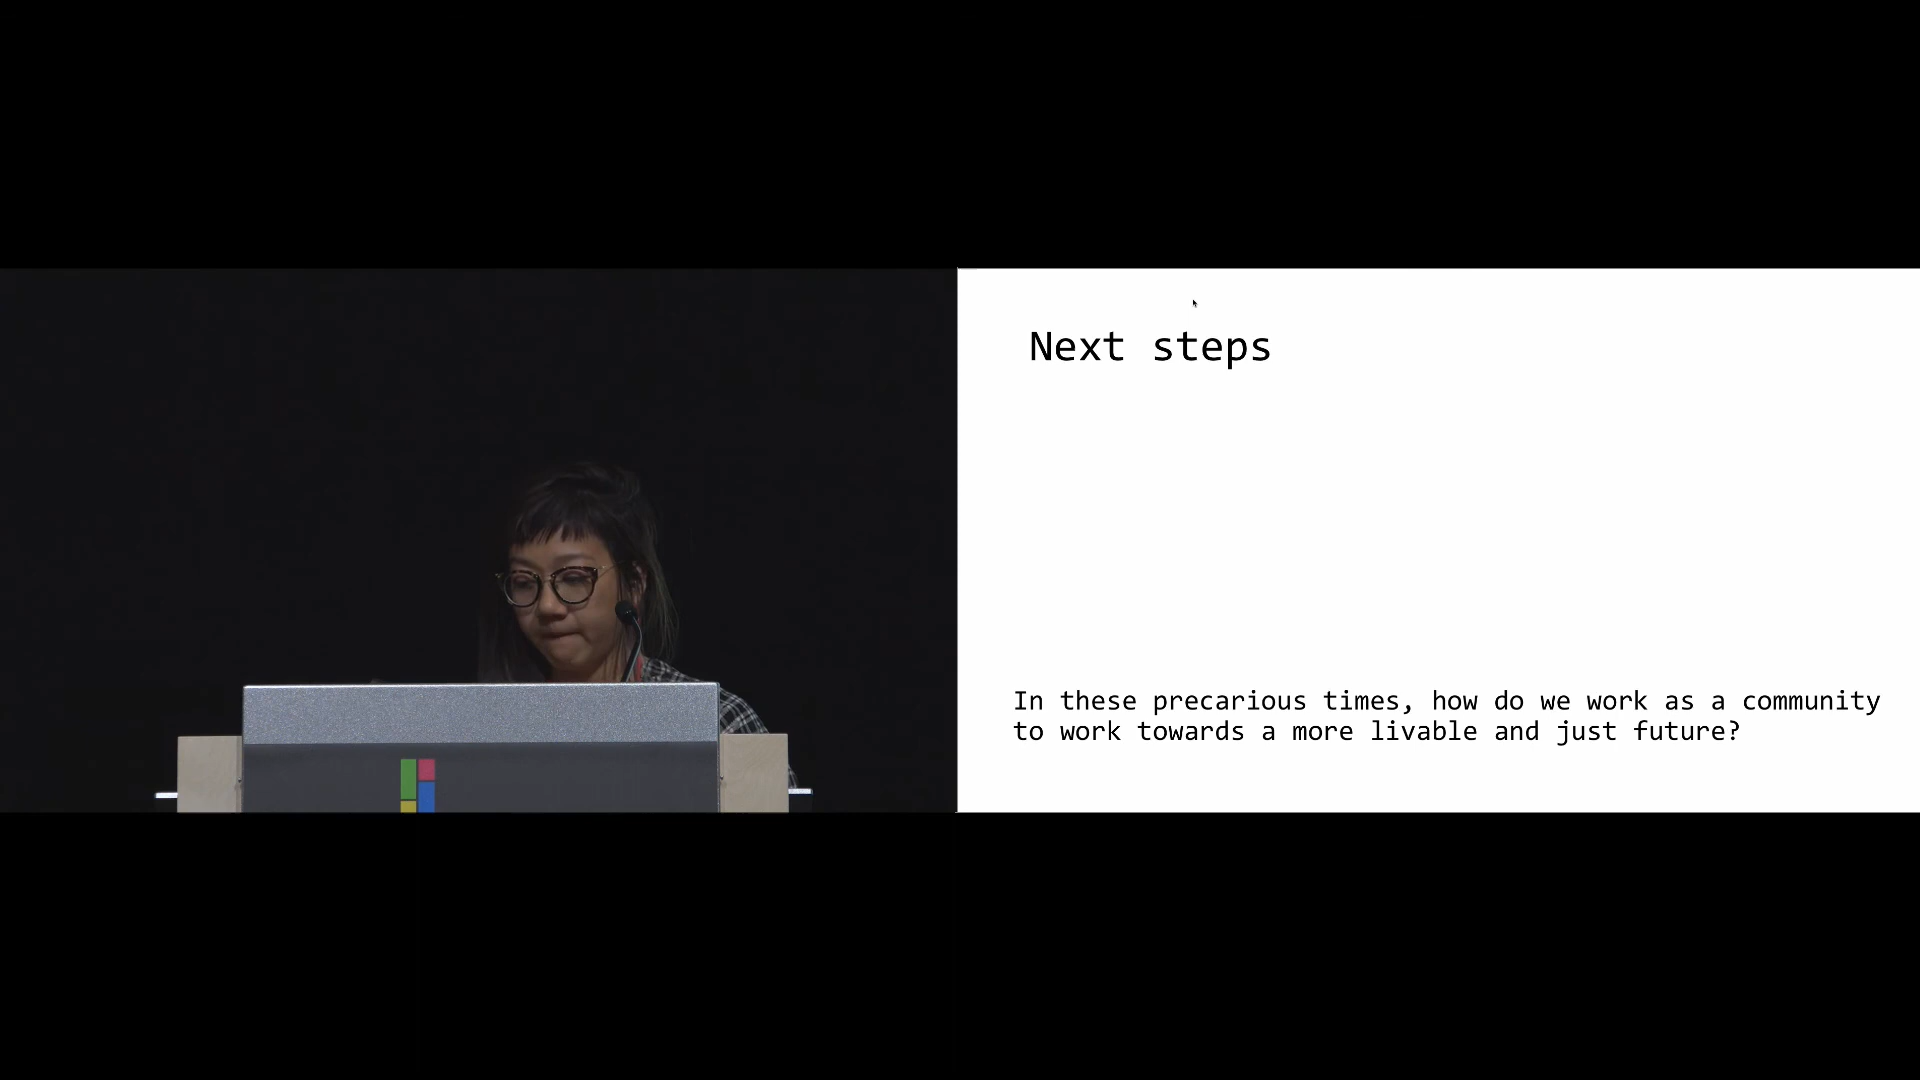 Next steps
In these precarious times, how do we work as a community
to work towards a more livable and just future?